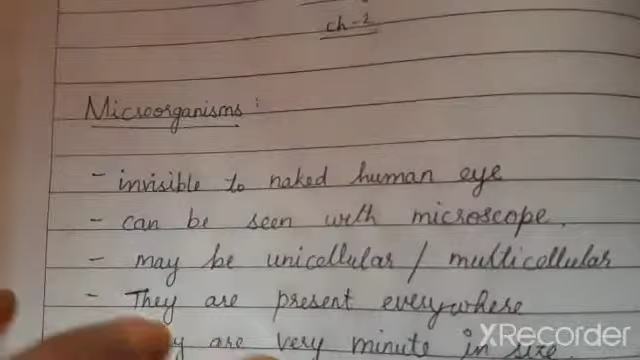 ch-2
Microorganisms :
- invisible to naked human eye
- can be seen with microscope.
- may be unicellular / multicellular
- They are present everywhere
are very minute in size
XRecorder